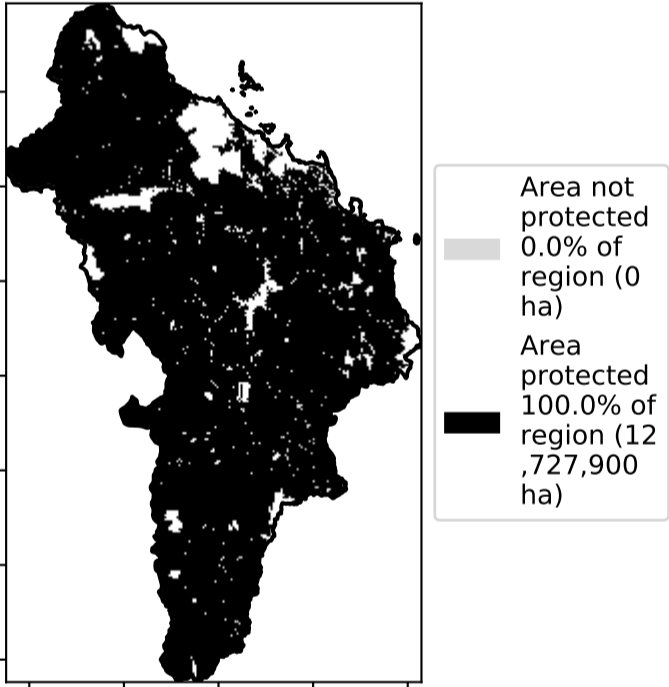 Area not
protected
0.0% of
region (0
ha)
Area
protected
100.0% of
region (12
,727,900
ha)